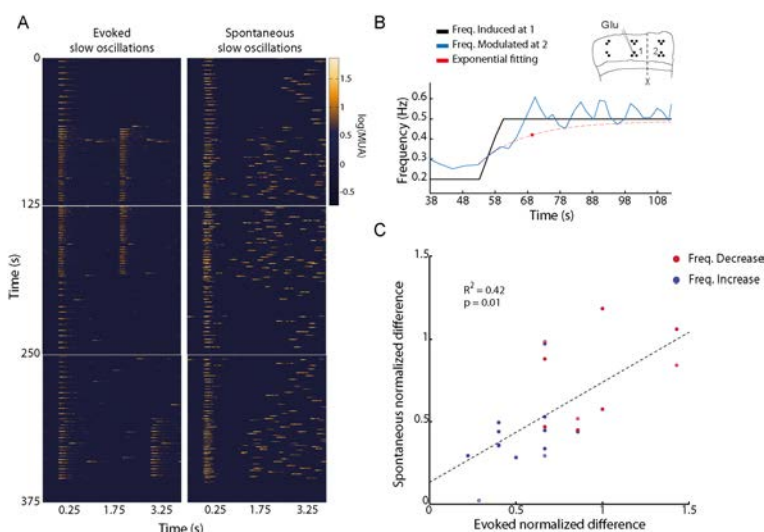 A
Evoked
slow oscillations
Spontaneous
slow oscillations
0
125
250
375
Time (s)
0.25 1.75 3.25
0.25 1.75 3.25
Time (s)
Time (s)
1.5
1
0.5
0
-0.5
log(MUA)
B
Freq. Induced at 1
Freq. Modulated at 2
Exponential fitting
Glu
1
2
X
Frequency (Hz)
0.5
0.4
0.3
0.2
38 48 58 68 78 88 98 108
Time (s)
C
Freq. Decrease
Freq. Increase
R² = 0.42
p = 0.01
Spontaneous normalized difference
1.5
1
0.5
0
0 0.5 1 1.5
Evoked normalized difference